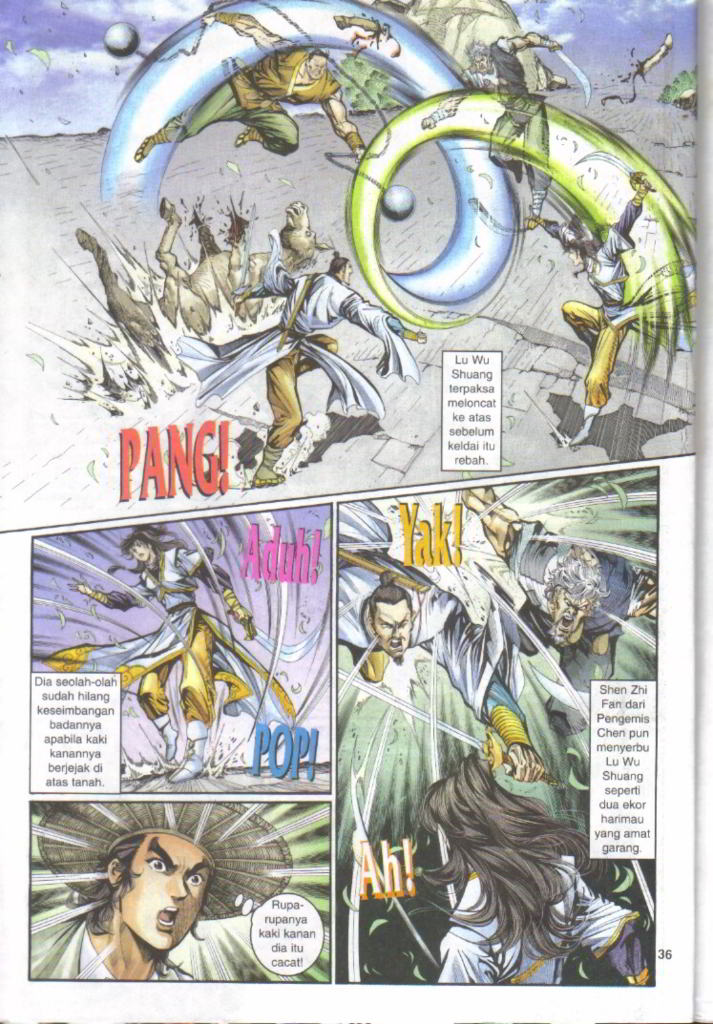 Lu Wu
Shuang
terpaksa
meloncat
ke atas
sebelum
keldai itu
rebah.
PANG!
Aduh!
Dia seolah-olah
sudah hilang
keseimbangan
badannya
apabila kaki
kanannya
berjejak di
atas tanah.
POP!
Yak!
Shen Zhi
Fan dari
Pengemis
Chen pun
menyerbu
Lu Wu
Shuang
seperti
dua ekor
harimau
yang amat
garang.
Ah!
Rupa-
rupanya
kaki kanan
dia itu
cacat!
36